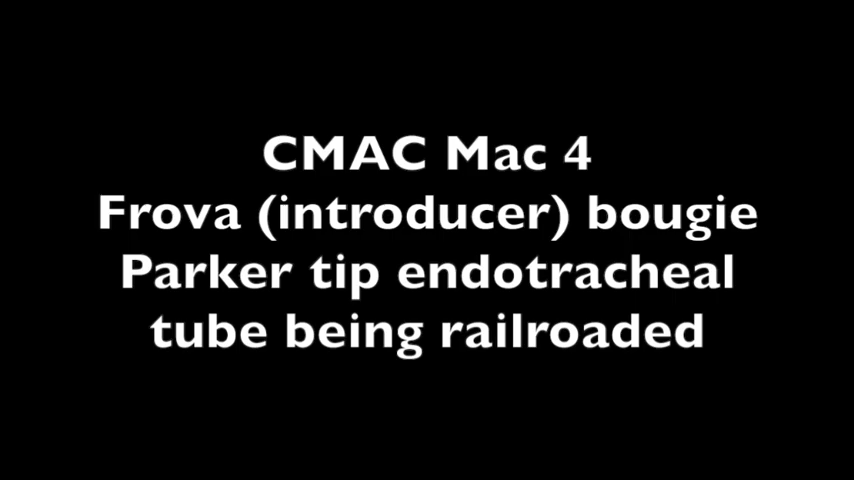 CMAC Mac 4
Frova (introducer) bougie
Parker tip endotracheal
tube being railroaded